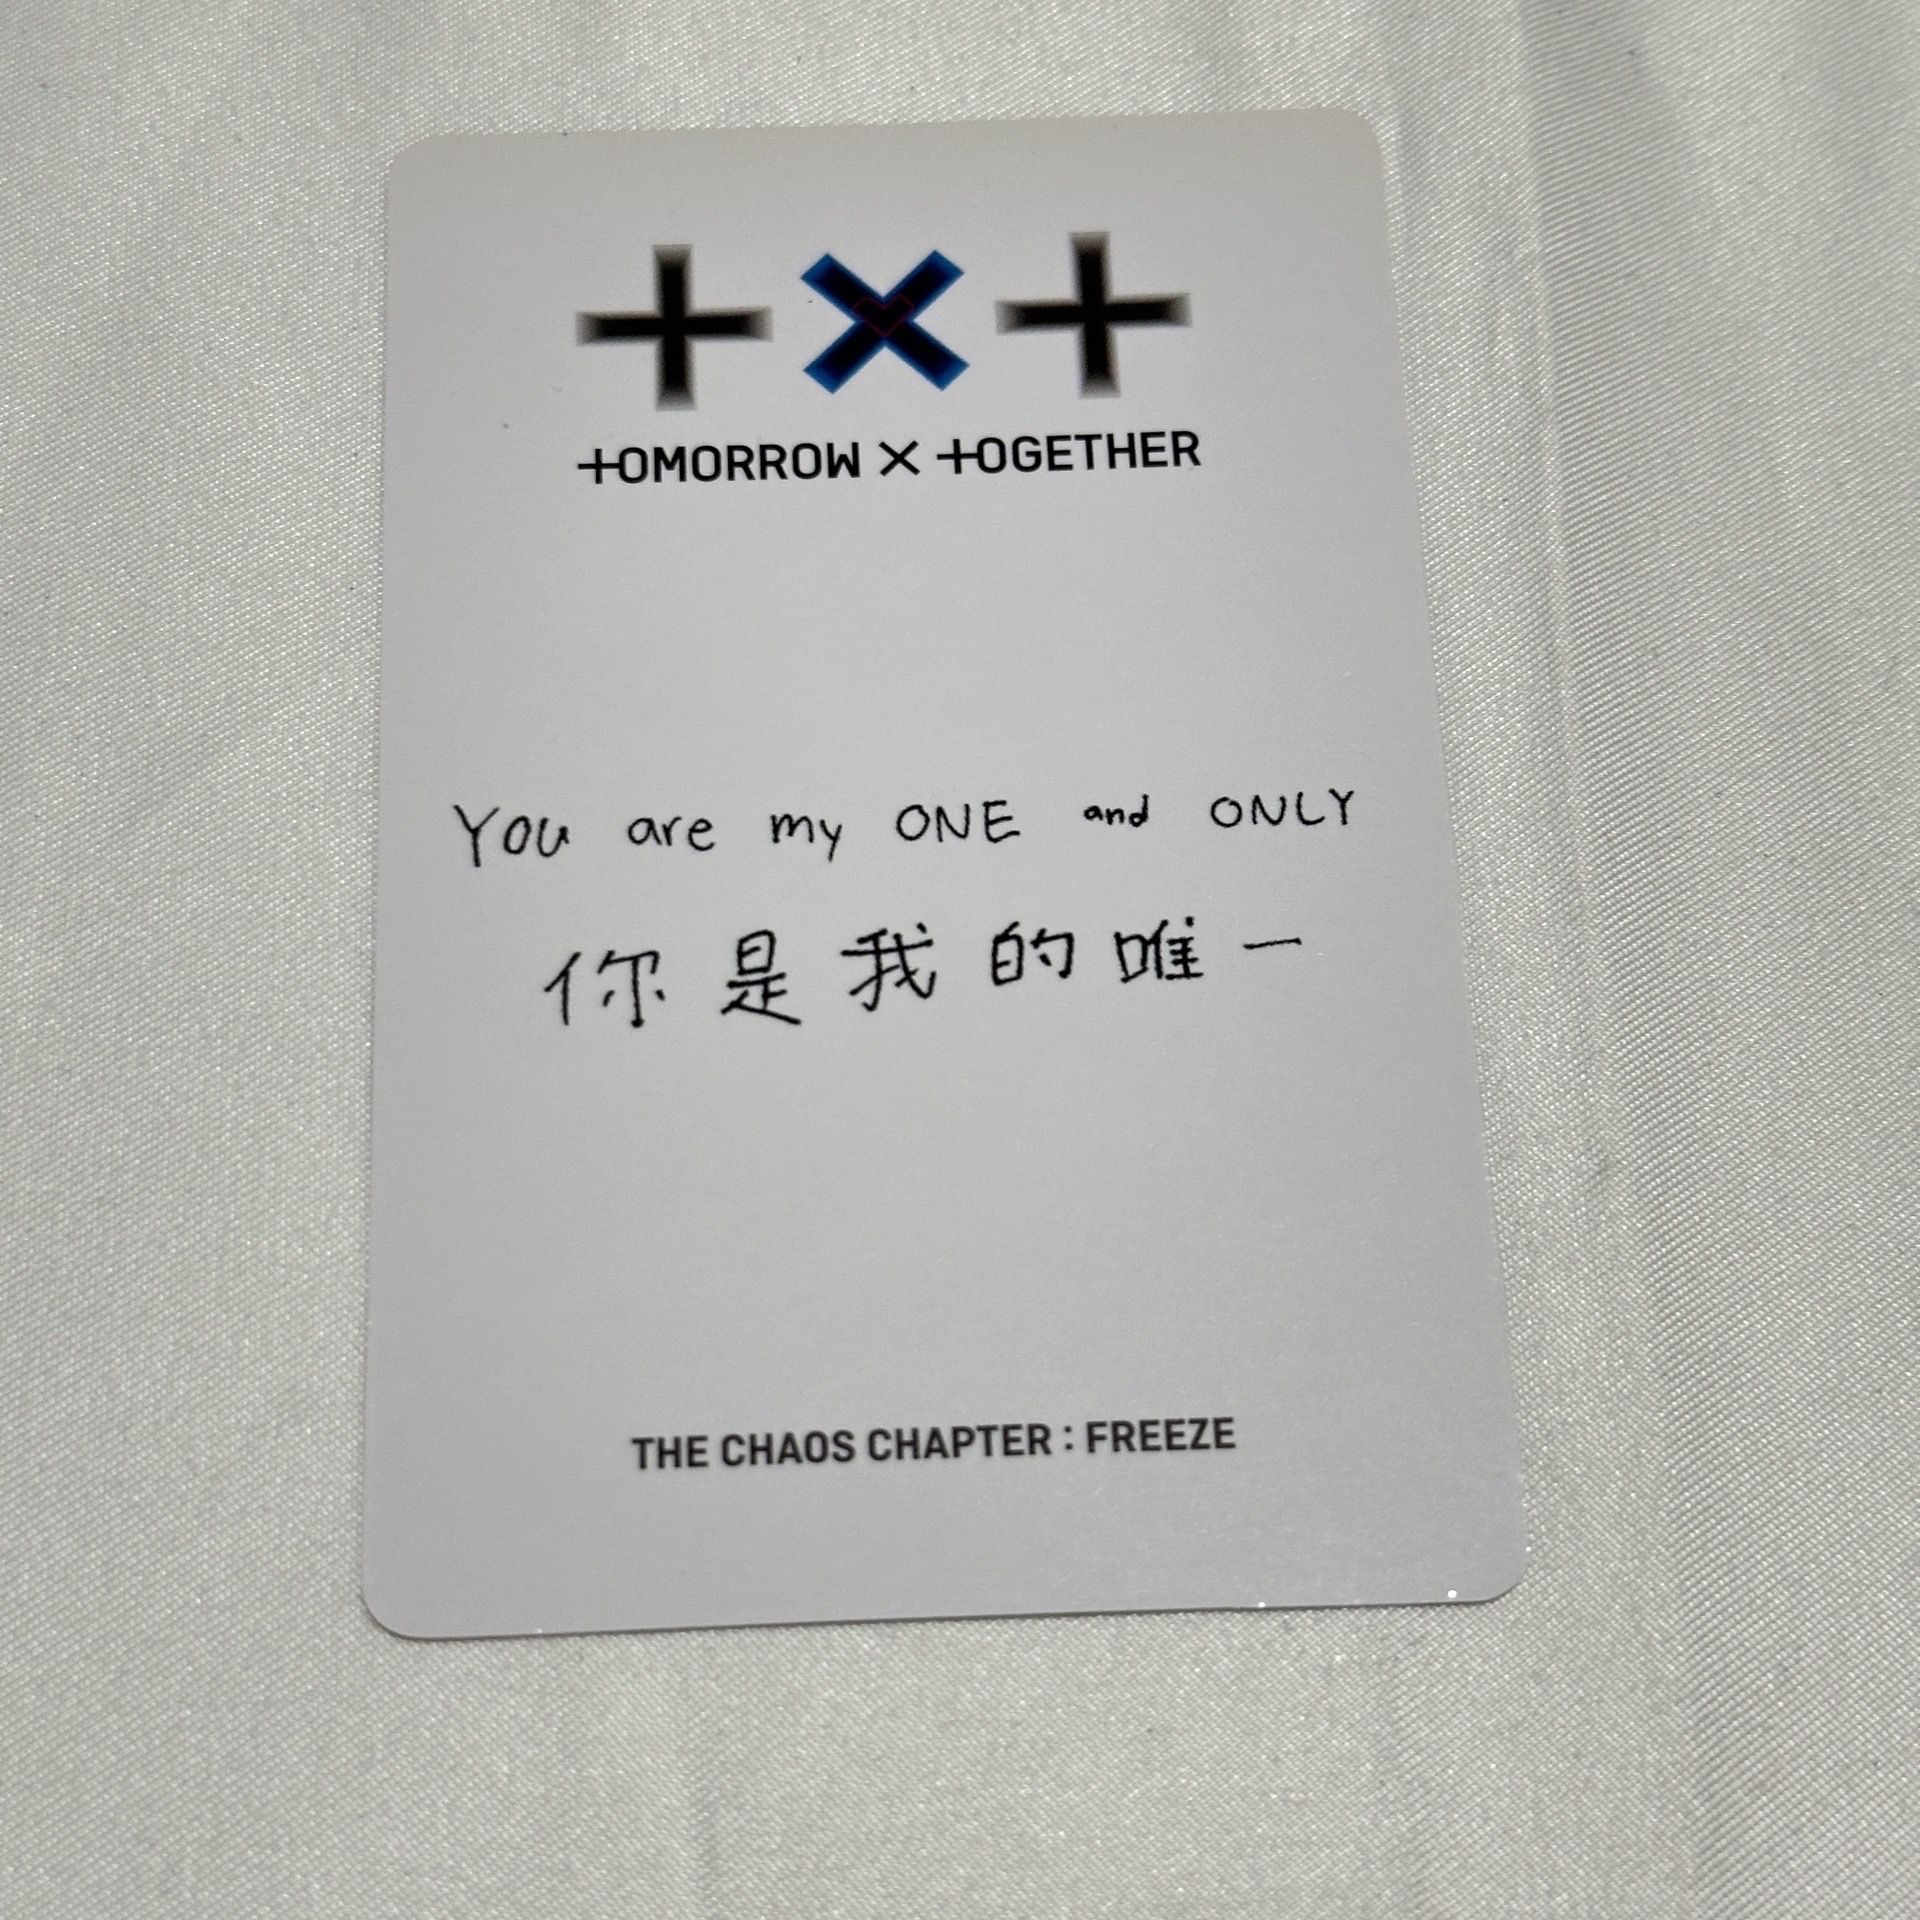 +×+
TOMORROW × TOGETHER
You are my ONE and ONLY
你是我的唯一
THE CHAOS CHAPTER : FREEZE